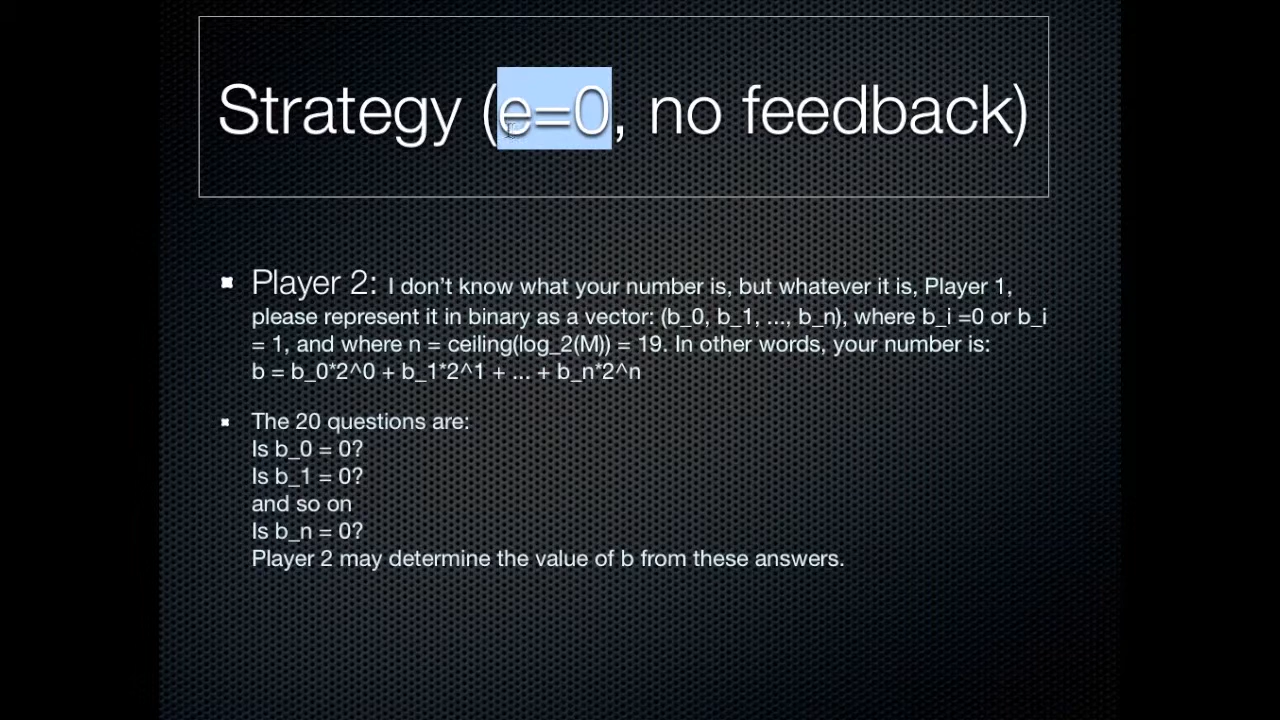 Strategy (e=0, no feedback)
Player 2: I don't know what your number is, but whatever it is, Player 1,
please represent it in binary as a vector: (b_0, b_1, ..., b_n), where b_i =0 or b_i
= 1, and where n = ceiling(log_2(M)) = 19. In other words, your number is:
b = b_0*2^0 + b_1*2^1 + ... + b_n*2^n
The 20 questions are:
Is b_0 = 0?
Is b_1 = 0?
and so on
Is b_n = 0?
Player 2 may determine the value of b from these answers.